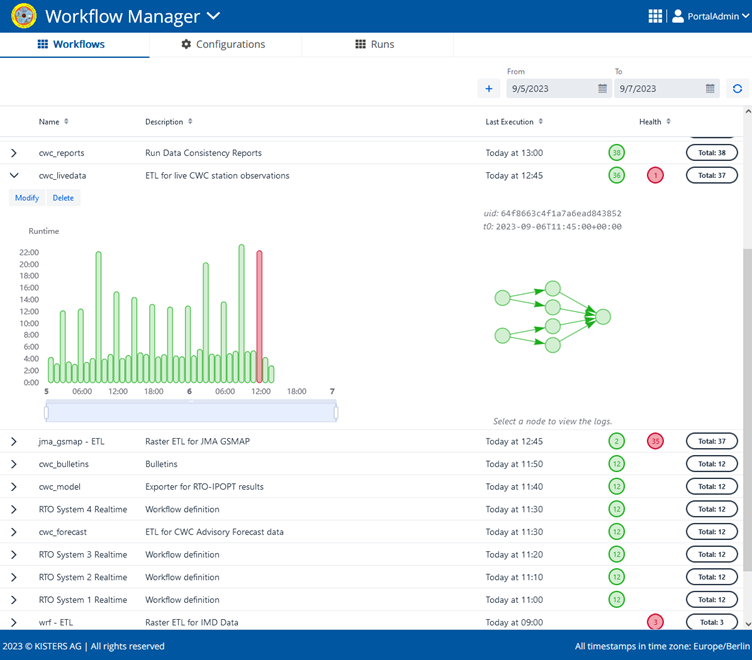 Workflow Manager
PortalAdmin
Workflows Configurations Runs
From To
+ 9/5/2023 9/7/2023
Name Description Last Execution Health
cwc_reports Run Data Consistency Reports Today at 13:00 38 Total: 38
cwc_livedata ETL for live CWC station observations Today at 12:45 36 1 Total: 37
Modify Delete
uid: 64f8663c4f1a7a6ead843852
t0: 2023-09-06T11:45:00+00:00
Runtime
22:00
20:00
18:00
16:00
14:00
12:00
10:00
8:00
6:00
4:00
2:00
0:00
5 06:00 12:00 18:00 6 06:00 12:00 18:00 7
Select a node to view the logs.
jma_gsmap - ETL Raster ETL for JMA GSMAP Today at 12:45 2 35 Total: 37
cwc_bulletins Bulletins Today at 11:50 12 Total: 12
cwc_model Exporter for RTO-IPOPT results Today at 11:40 12 Total: 12
RTO System 4 Realtime Workflow definition Today at 11:30 12 Total: 12
cwc_forecast ETL for CWC Advisory Forecast data Today at 11:30 12 Total: 12
RTO System 3 Realtime Workflow definition Today at 11:20 12 Total: 12
RTO System 2 Realtime Workflow definition Today at 11:10 12 Total: 12
RTO System 1 Realtime Workflow definition Today at 11:00 12 Total: 12
wrf - ETL Raster ETL for IMD Data Today at 09:00 3 Total: 3
2023 © KISTERS AG | All rights reserved All timestamps in time zone: Europe/Berlin